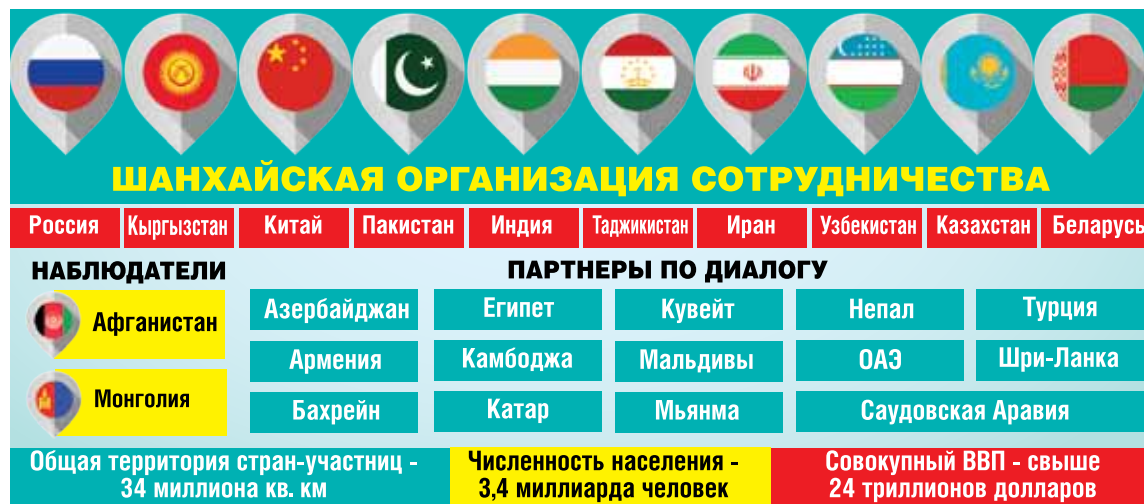 ШАНХАЙСКАЯ ОРГАНИЗАЦИЯ СОТРУДНИЧЕСТВА
Россия Кыргызстан Китай Пакистан Индия Таджикистан Иран Узбекистан Казахстан Беларусь
НАБЛЮДАТЕЛИ
Афганистан
Монголия
ПАРТНЕРЫ ПО ДИАЛОГУ
Азербайджан Египет Кувейт Непал Турция
Армения Камбоджа Мальдивы ОАЭ Шри-Ланка
Бахрейн Катар Мьянма Саудовская Аравия
Общая территория стран-участниц -
34 миллиона кв. км
Численность населения -
3,4 миллиарда человек
Совокупный ВВП - свыше
24 триллионов долларов